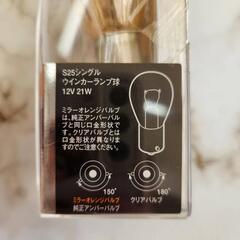 S25シングル
ウインカーランプ球
12V 21W
ミラーオレンジバルブ
は純正アンバーバルブ
と同じ口金形状です。
クリアバルブとは
口金形状が異なりま
すのでご注意ください。
150°
180°
ミラーオレンジバルブ
純正アンバーバルブ
クリアバルブ